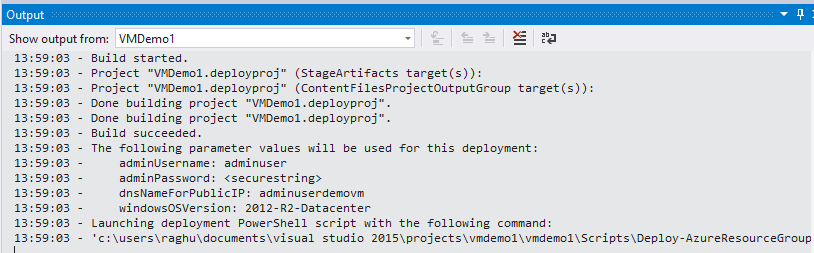 Output
Show output from: VMDemo1
13:59:03 - Build started.
13:59:03 - Project "VMDemo1.deployproj" (StageArtifacts target(s)):
13:59:03 - Project "VMDemo1.deployproj" (ContentFilesProjectOutputGroup target(s)):
13:59:03 - Done building project "VMDemo1.deployproj".
13:59:03 - Done building project "VMDemo1.deployproj".
13:59:03 - Build succeeded.
13:59:03 - The following parameter values will be used for this deployment:
13:59:03 -     adminUsername: adminuser
13:59:03 -     adminPassword: <securestring>
13:59:03 -     dnsNameForPublicIP: adminuserdemovm
13:59:03 -     windowsOSVersion: 2012-R2-Datacenter
13:59:03 - Launching deployment PowerShell script with the following command:
13:59:03 - 'c:\users\raghu\documents\visual studio 2015\projects\vmdemo1\vmdemo1\Scripts\Deploy-AzureResourceGroup